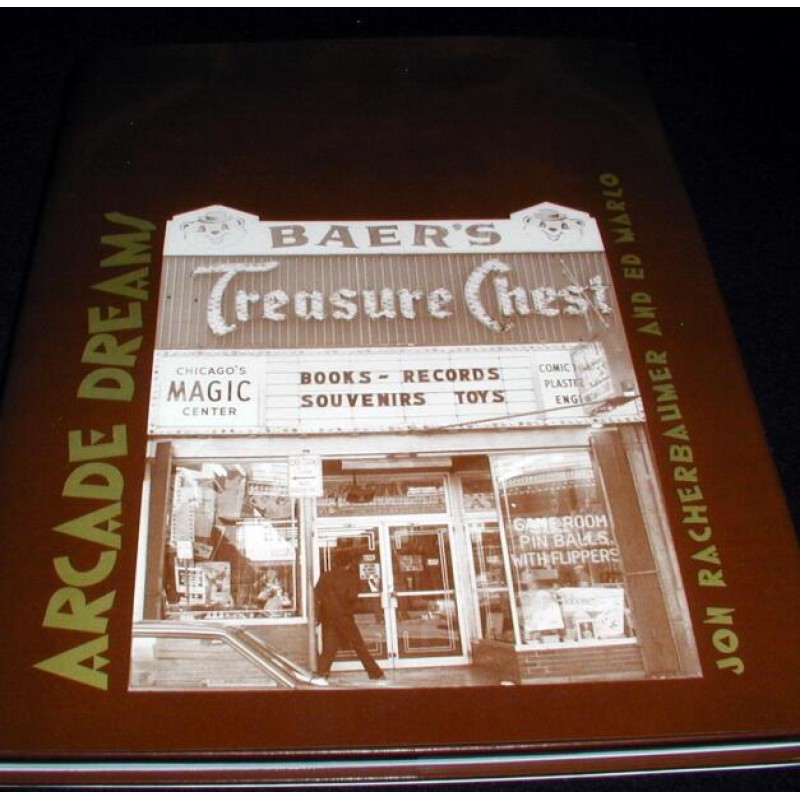 ARCADE DREAMS
BAER'S
Treasure Chest
CHICAGO'S
MAGIC
CENTER
BOOKS - RECORDS
SOUVENIRS TOYS
COMIC
GAME ROOM
PIN BALLS
WITH FLIPPERS
JON RACHERBAUMER AND ED MARLO